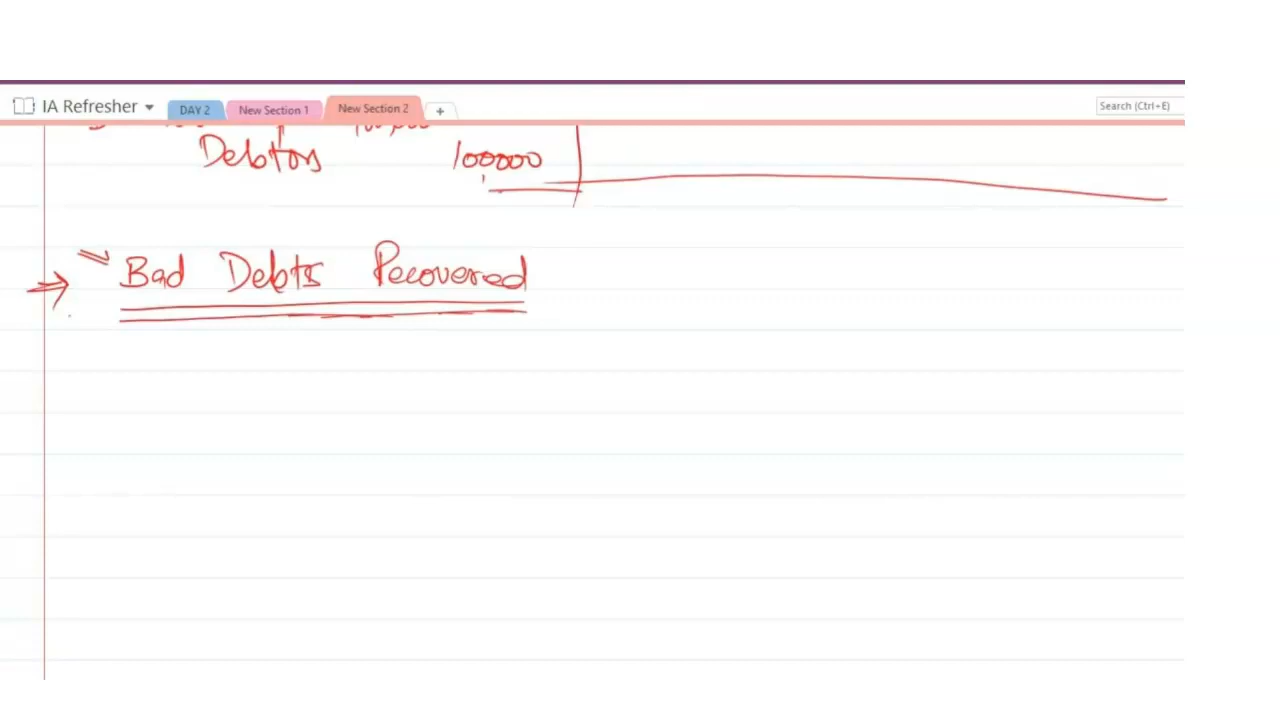 IA Refresher DAY 2 New Section 1 New Section 2 + Search (Ctrl+E)
Debtors 100000
Bad Debts Recovered